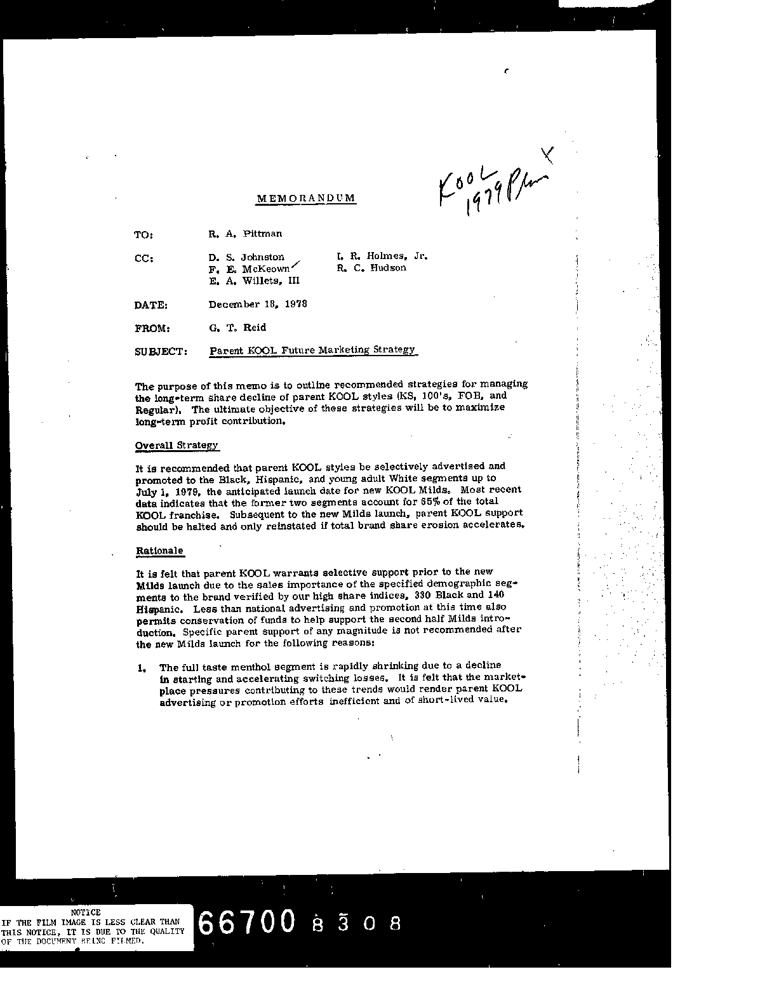 KOOL X
1979 Plan
MEMORANDUM
TO: R. A. Pittman
CC: D. S. Johnston I. R. Holmes, Jr.
F. E. McKeown R. C. Hudson
E. A. Willets, III
DATE: December 18, 1978
FROM: G. T. Reid
SUBJECT: Parent KOOL Future Marketing Strategy
The purpose of this memo is to outline recommended strategies for managing
the long-term share decline of parent KOOL styles (KS, 100's, FOB, and
Regular). The ultimate objective of these strategies will be to maximize
long-term profit contribution.
Overall Strategy
It is recommended that parent KOOL styles be selectively advertised and
promoted to the Black, Hispanic, and young adult White segments up to
July 1, 1979, the anticipated launch date for new KOOL Milds. Most recent
data indicates that the former two segments account for 65% of the total
KOOL franchise. Subsequent to the new Milds launch, parent KOOL support
should be halted and only reinstated if total brand share erosion accelerates.
Rationale
It is felt that parent KOOL warrants selective support prior to the new
Milds launch due to the sales importance of the specified demographic seg-
ments to the brand verified by our high share indices, 330 Black and 140
Hispanic. Less than national advertising and promotion at this time also
permits conservation of funds to help support the second half Milds intro-
duction. Specific parent support of any magnitude is not recommended after
the new Milds launch for the following reasons:
1. The full taste menthol segment is rapidly shrinking due to a decline
in starting and accelerating switching losses. It is felt that the market-
place pressures contributing to these trends would render parent KOOL
advertising or promotion efforts inefficient and of short-lived value.
NOTICE
IF THE FILM IMAGE IS LESS CLEAR THAN
THIS NOTICE, IT IS DUE TO THE QUALITY
OF THE DOCUMENT BEING FILMED.
66700 8308